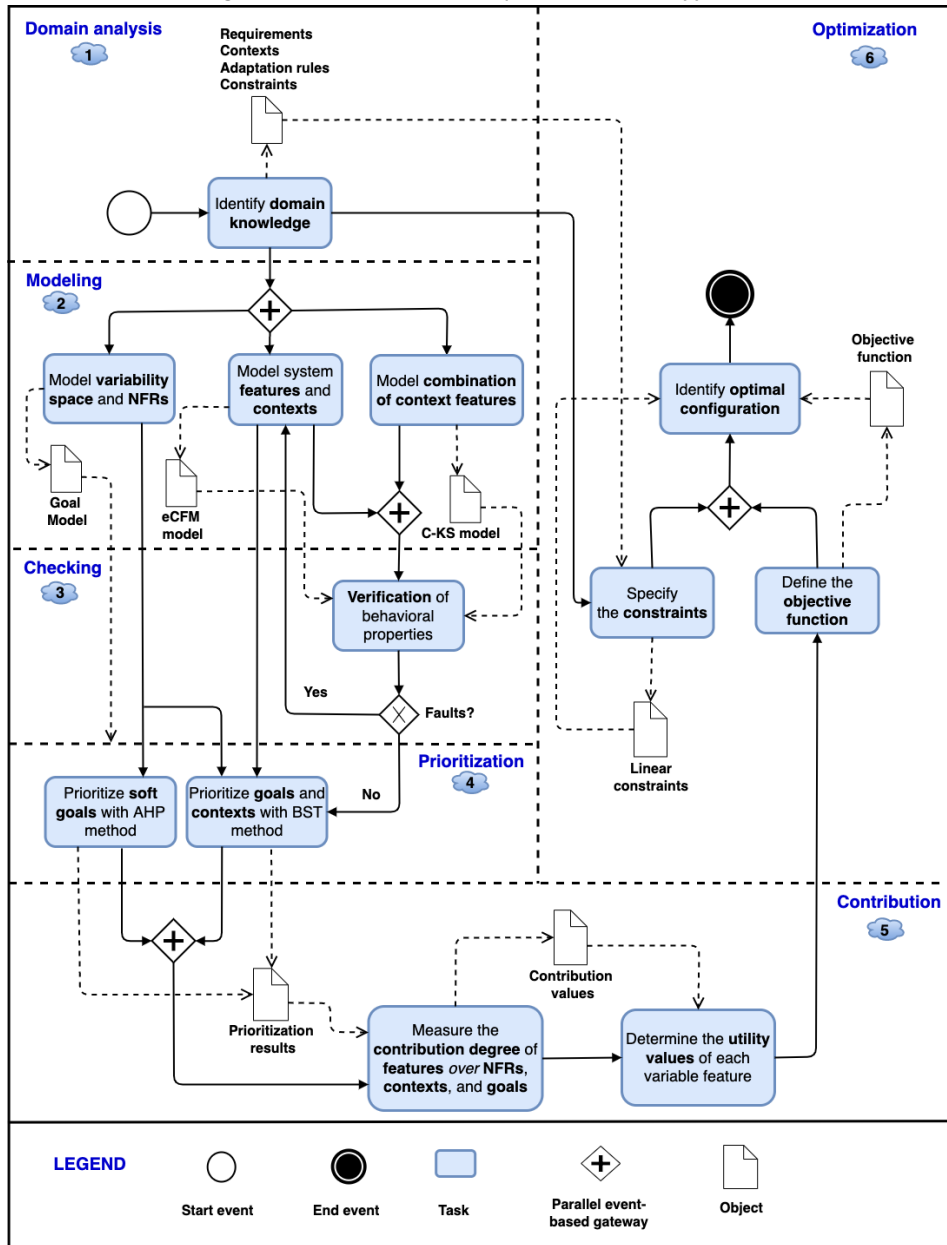 Domain analysis
1
Requirements
Contexts
Adaptation rules
Constraints
Optimization
6
Identify domain
knowledge
Modeling
2
Model variability
space and NFRs
Model system
features and
contexts
Model combination
of context features
Objective
function
Identify optimal
configuration
Goal
Model
eCFM
model
C-KS model
Checking
3
Verification of
behavioral
properties
Specify
the constraints
Define the
objective
function
Yes
X
Faults?
Linear
constraints
Prioritization
4
No
Prioritize soft
goals with AHP
method
Prioritize goals and
contexts with BST
method
Contribution
5
Contribution
values
Prioritization
results
Measure the
contribution degree of
features over NFRs,
contexts, and goals
Determine the utility
values of each
variable feature
LEGEND
Start event
End event
Task
Parallel event-
based gateway
Object